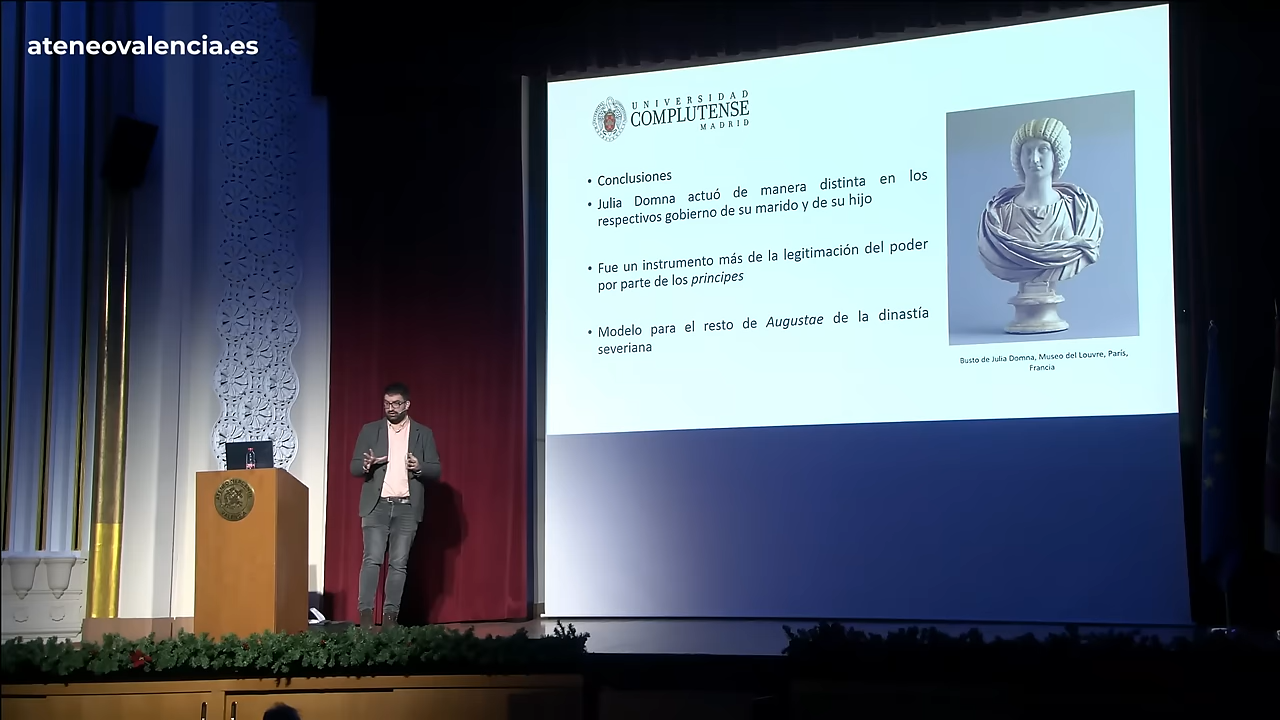 ateneovalencia.es
UNIVERSIDAD
COMPLUTENSE
MADRID
• Conclusiones
• Julia Domna actuó de manera distinta en los
respectivos gobierno de su marido y de su hijo
• Fue un instrumento más de la legitimación del poder
por parte de los principes
• Modelo para el resto de Augustae de la dinastía
severiana
Busto de Julia Domna, Museo del Louvre, París,
Francia